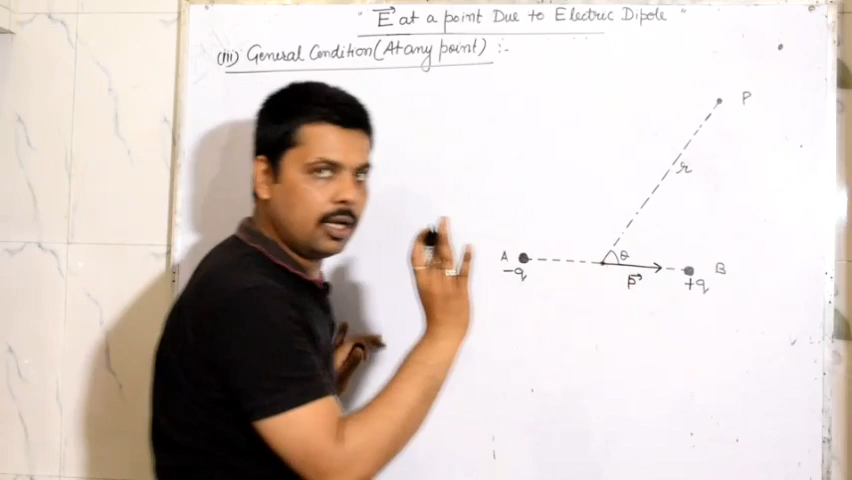 " E⃗ at a point Due to Electric Dipole "
(iii) General Condition (At any point) :-
P
r
A
θ
B
-q
p⃗
+q